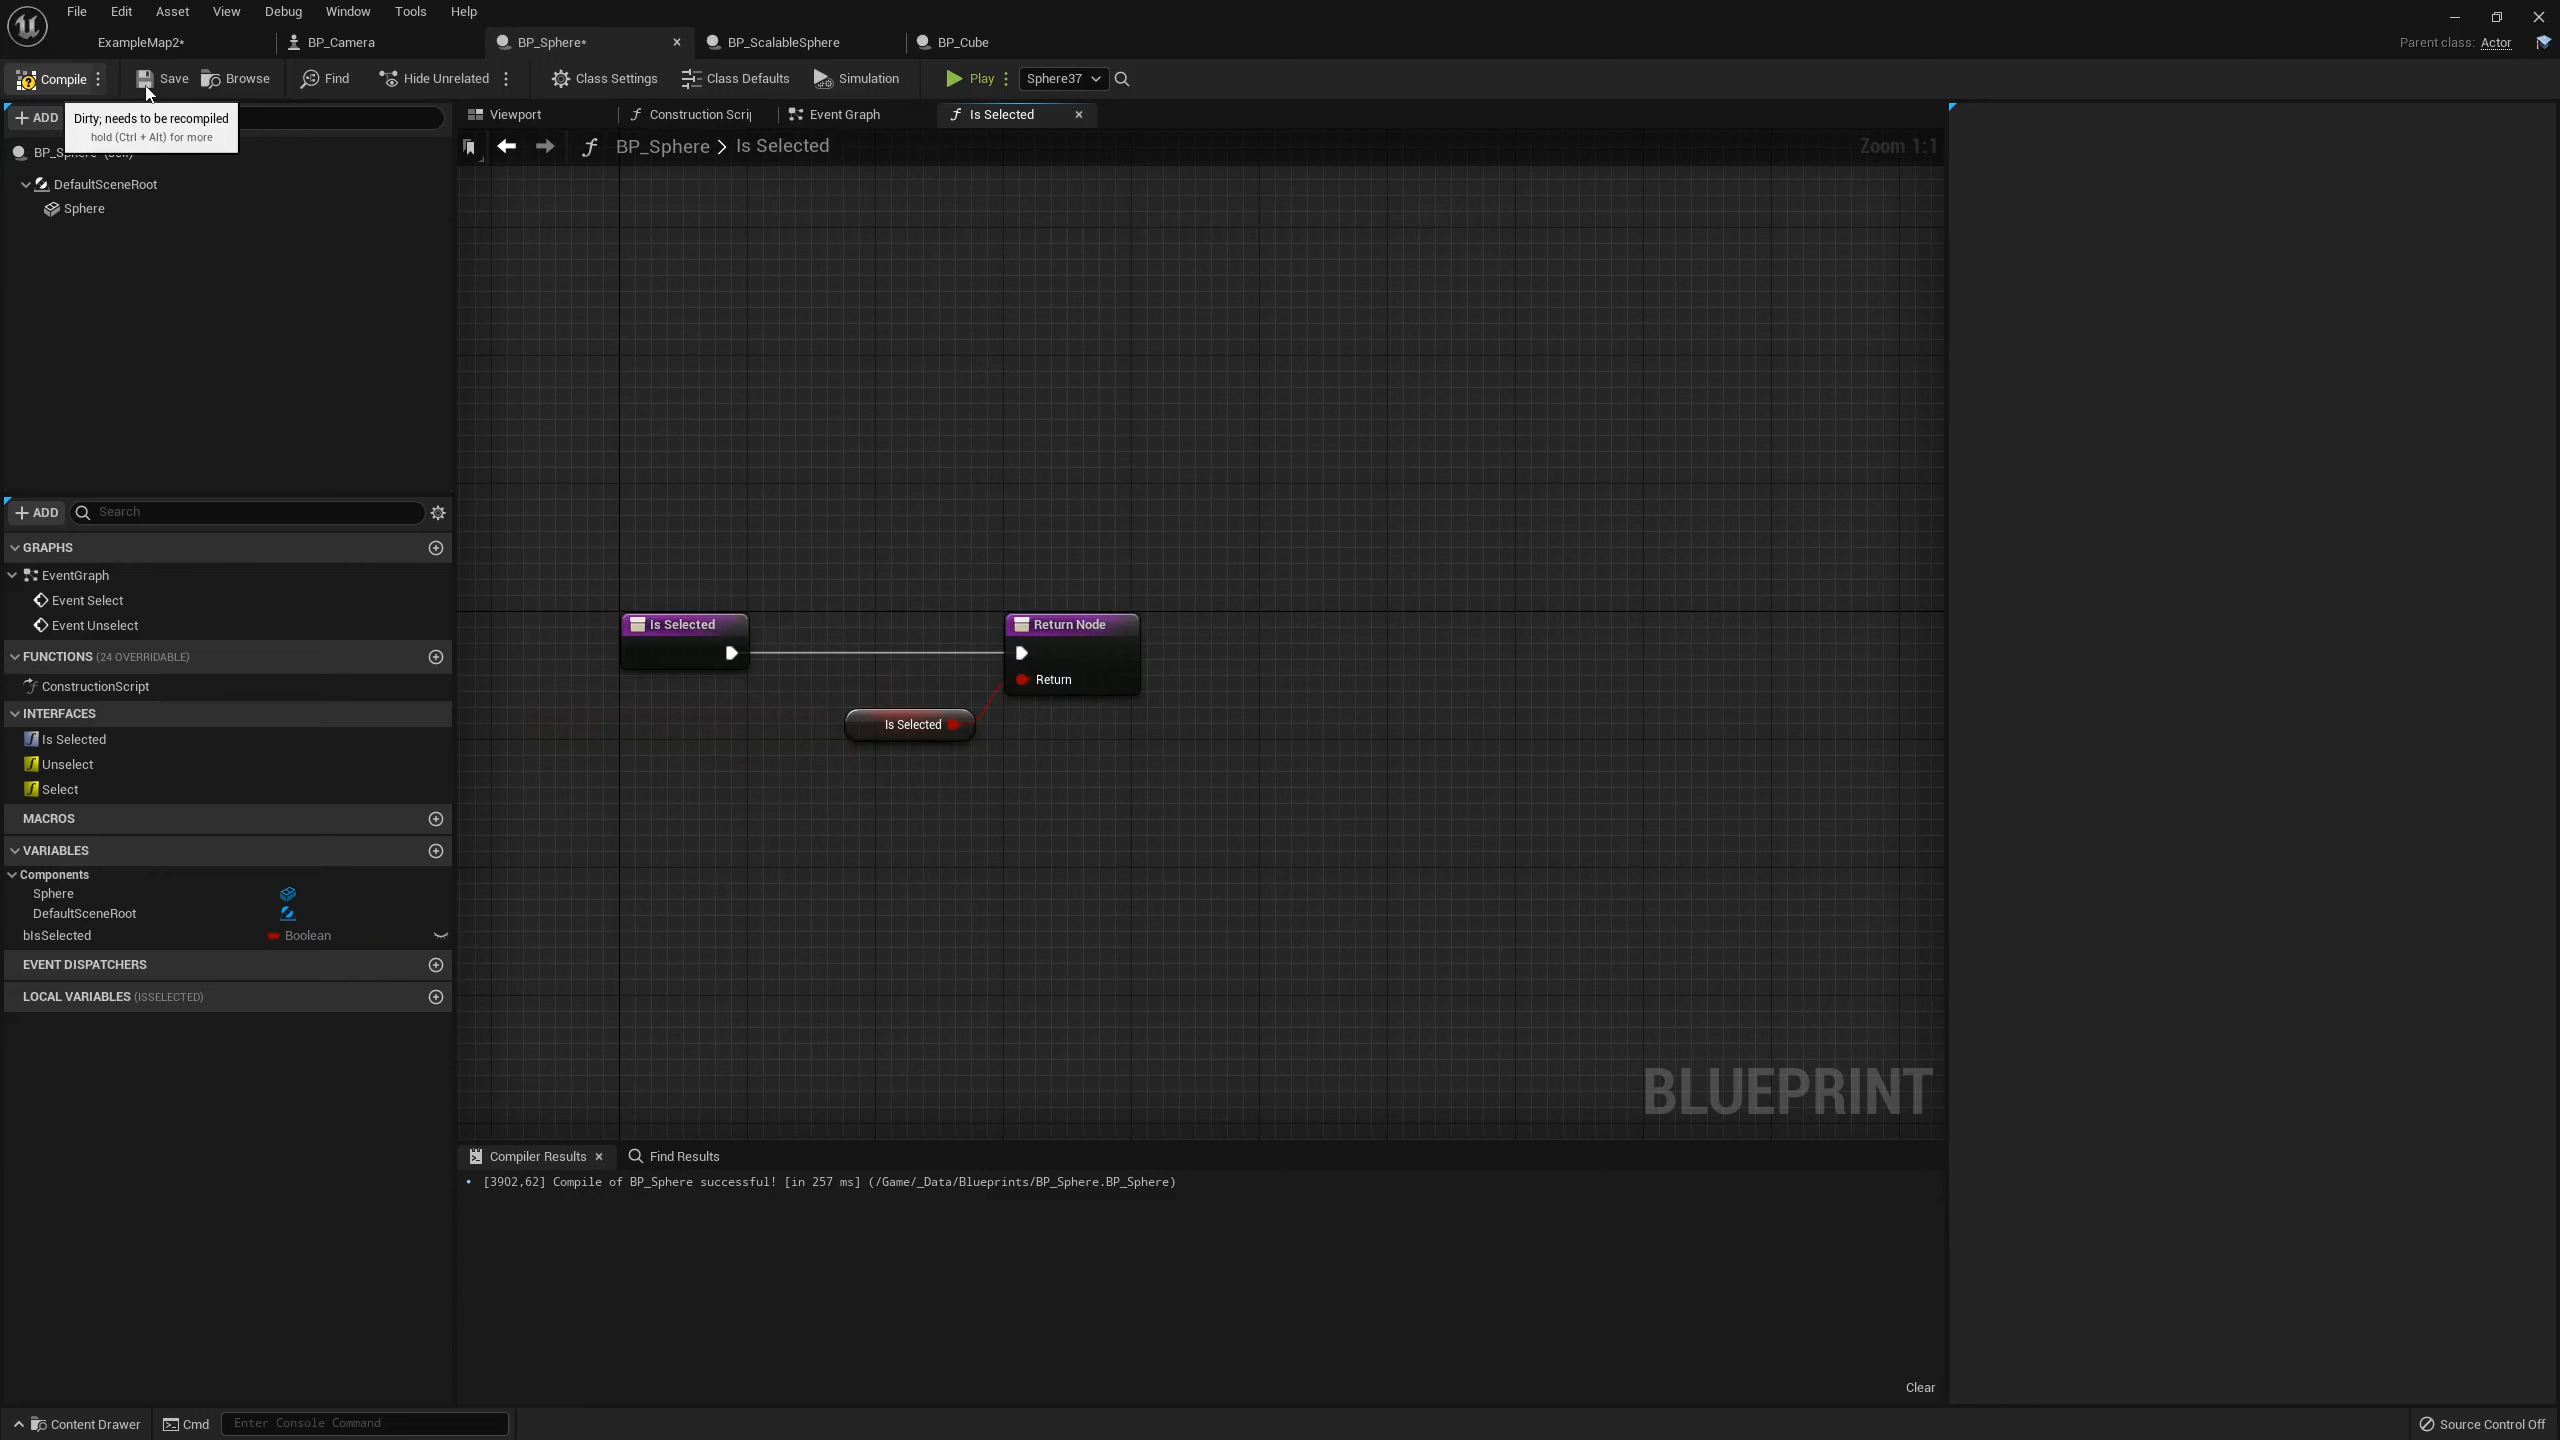 File Edit Asset View Debug Window Tools Help
ExampleMap2* BP_Camera BP_Sphere* BP_ScalableSphere BP_Cube Parent class: Actor
Compile Save Browse Find Hide Unrelated Class Settings Class Defaults Simulation Play Sphere37
Dirty; needs to be recompiled
hold (Ctrl + Alt) for more
+ ADD
DefaultSceneRoot
Sphere
Viewport Construction Scrip Event Graph Is Selected
BP_Sphere > Is Selected Zoom 1:1
+ ADD Search
GRAPHS
EventGraph
Event Select
Event Unselect
FUNCTIONS (24 OVERRIDABLE)
ConstructionScript
INTERFACES
Is Selected
Unselect
Select
MACROS
VARIABLES
Components
Sphere
DefaultSceneRoot
bIsSelected Boolean
EVENT DISPATCHERS
LOCAL VARIABLES (ISSELECTED)
Is Selected
Return Node
Return
Is Selected
BLUEPRINT
Compiler Results Find Results
• [3902,62] Compile of BP_Sphere successful! [in 257 ms] (/Game/_Data/Blueprints/BP_Sphere.BP_Sphere)
Clear
Content Drawer Cmd Enter Console Command Source Control Off